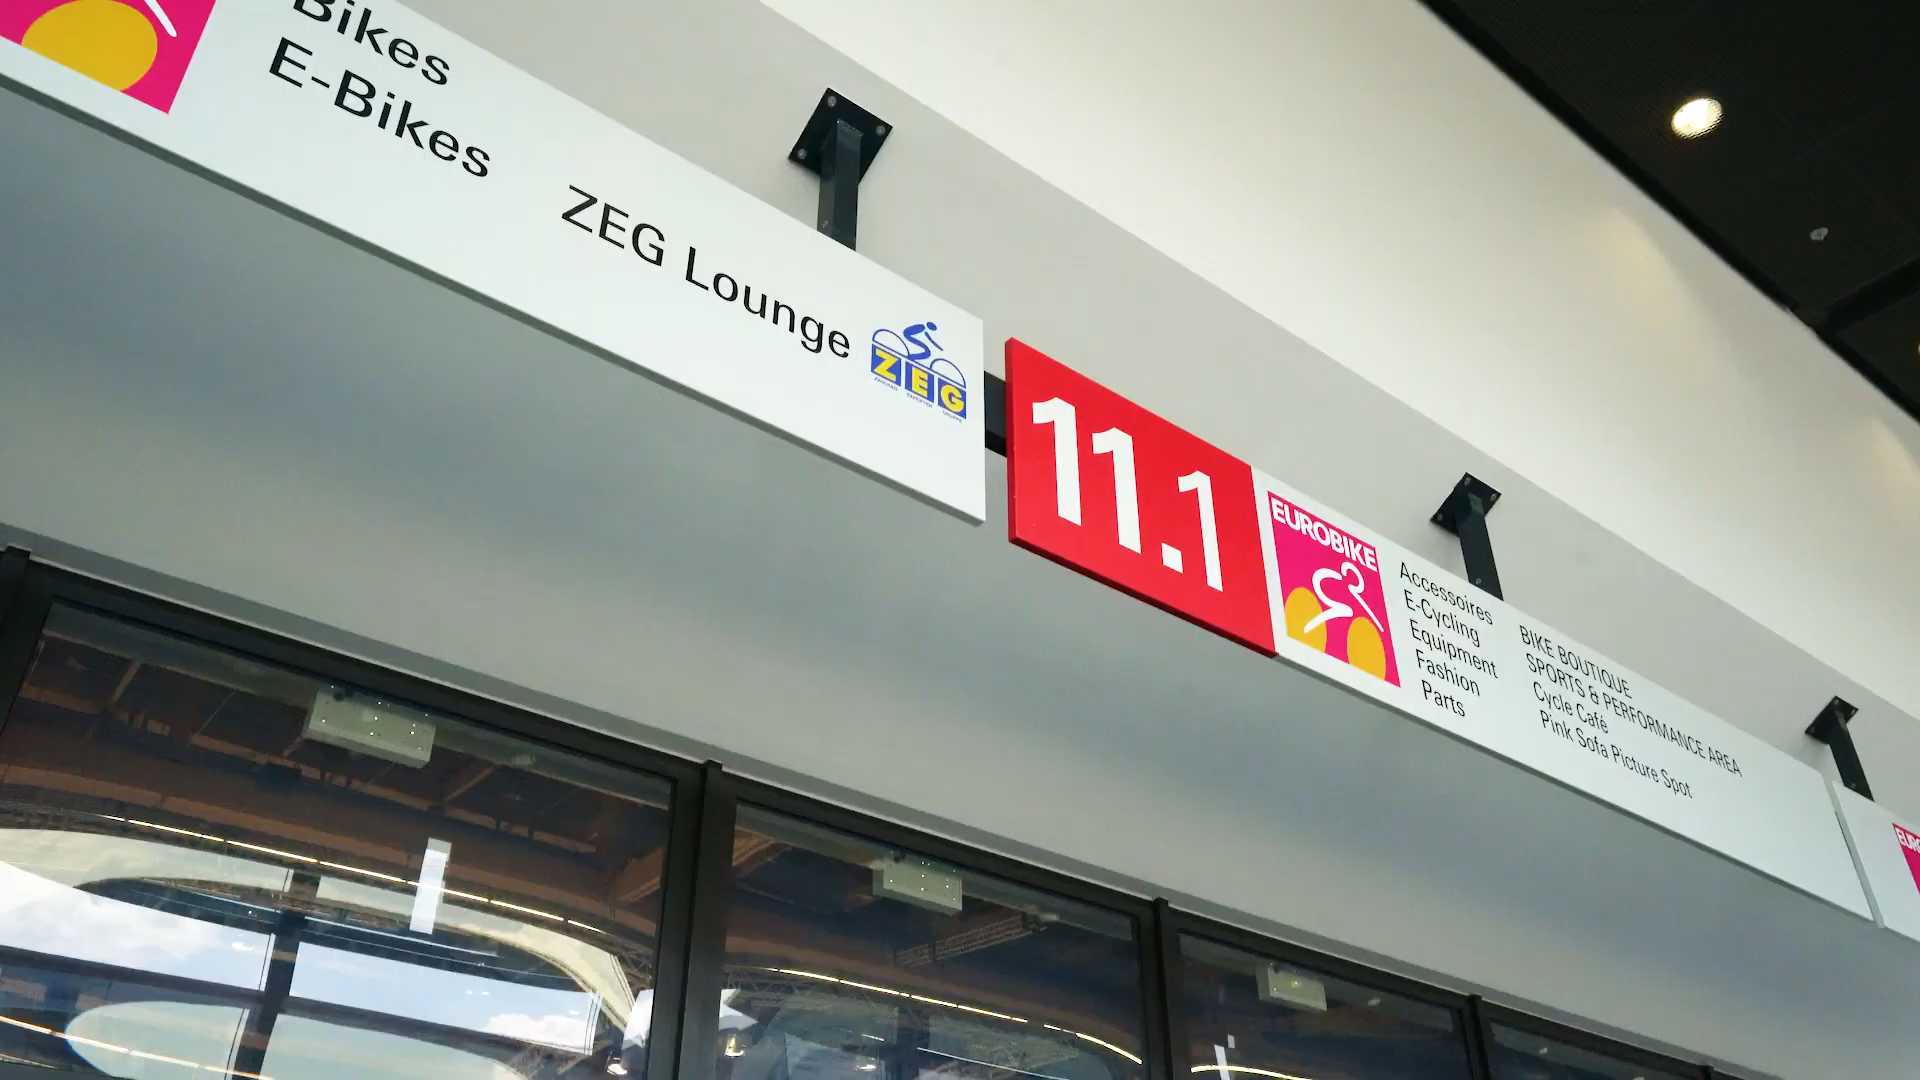 Bikes
E-Bikes
ZEG Lounge
ZEG
11.1
EUROBIKE
Accessoires
E-Cycling
Equipment
Fashion
Parts
BIKE BOUTIQUE
SPORTS & PERFORMANCE AREA
Cycle Café
Pink Sofa Picture Spot